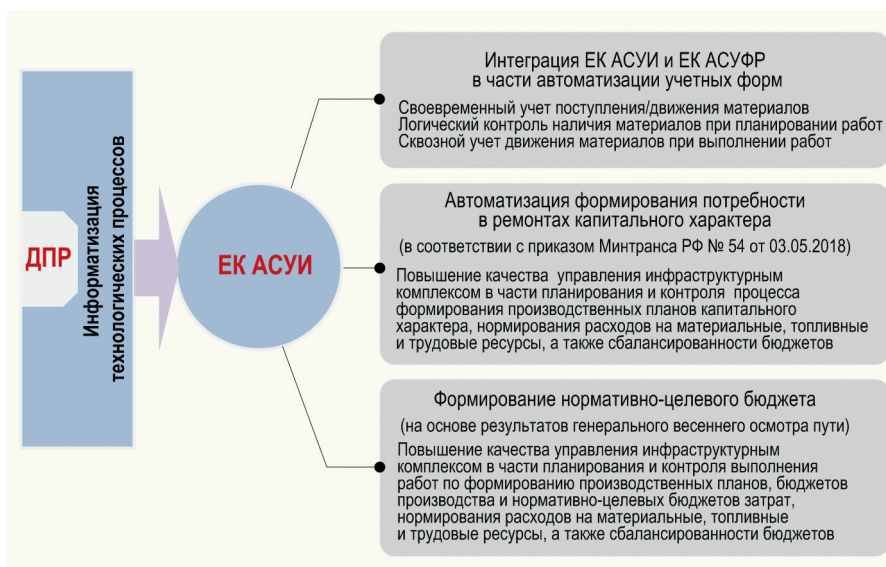 ДПР
Информатизация
технологических процессов
ЕК АСУИ
Интеграция ЕК АСУИ и ЕК АСУФР
в части автоматизации учетных форм
Своевременный учет поступления/движения материалов
Логический контроль наличия материалов при планировании работ
Сквозной учет движения материалов при выполнении работ
Автоматизация формирования потребности
в ремонтах капитального характера
(в соответствии с приказом Минтранса РФ № 54 от 03.05.2018)
Повышение качества управления инфраструктурным
комплексом в части планирования и контроля процесса
формирования производственных планов капитального
характера, нормирования расходов на материальные, топливные
и трудовые ресурсы, а также сбалансированности бюджетов
Формирование нормативно-целевого бюджета
(на основе результатов генерального весеннего осмотра пути)
Повышение качества управления инфраструктурным
комплексом в части планирования и контроля выполнения
работ по формированию производственных планов, бюджетов
производства и нормативно-целевых бюджетов затрат,
нормирования расходов на материальные, топливные
и трудовые ресурсы, а также сбалансированности бюджетов